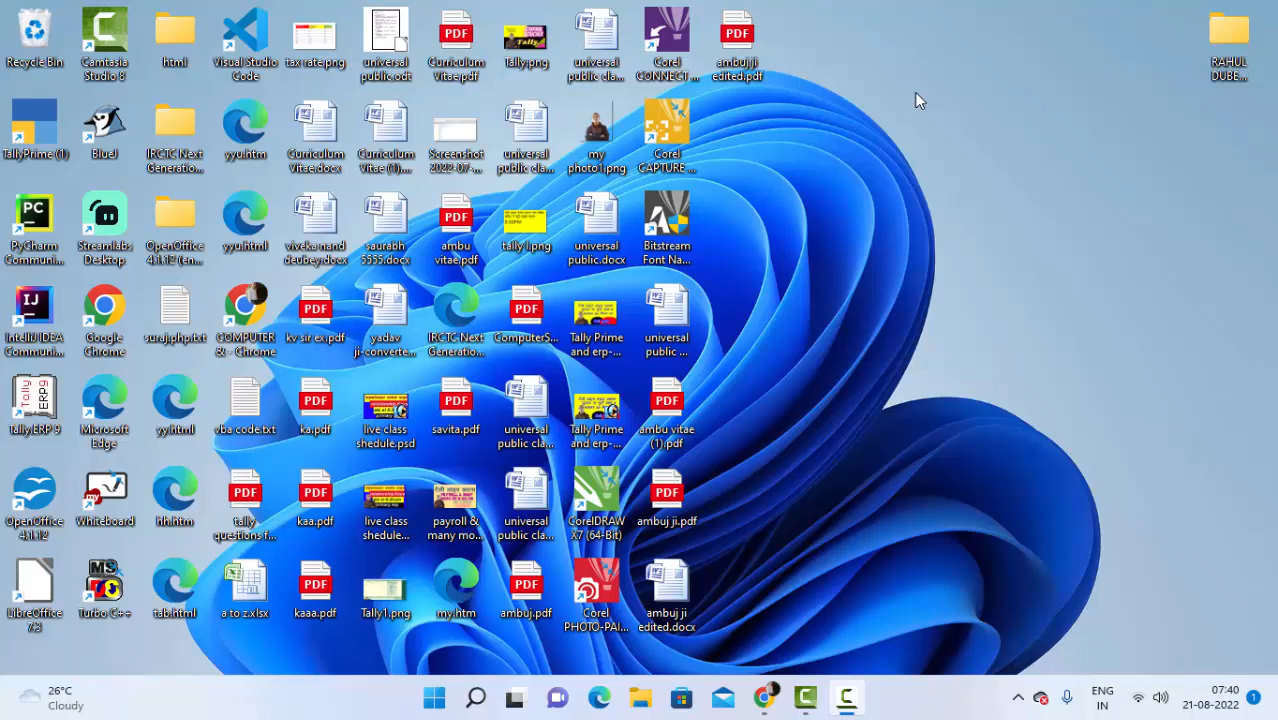 Recycle Bin
Camtasia
Studio 8
html
Visual Studio
Code
tax rate.png
universal
public.odt
Curriculum
Vitae.pdf
Tally.png
universal
public cla...
Corel
CONNECT ...
ambuj ji
edited.pdf
RAHUL
DUBE...
TallyPrime (1)
BlueJ
IRCTC Next
Generatio...
yyu.htm
Curriculum
Vitae.docx
Curriculum
Vitae (1)....
Screenshot
2022-07-...
universal
public cla...
my
photo1.png
Corel
CAPTURE ...
PyCharm
Communi...
Streamlabs
Desktop
OpenOffice
4.1.12 (en...
yyu.html
viveka nand
deubey.docx
saurabh
5555.docx
ambu
vitae.pdf
tally1.png
universal
public.docx
Bitstream
Font Na...
IntelliJ IDEA
Communi...
Google
Chrome
suraj.php.txt
COMPUTER
& - Chrome
kv sir ex.pdf
yadav
ji-converte...
IRCTC Next
Generatio...
ComputerS...
Tally Prime
and erp-...
universal
public ...
Tally.ERP 9
Microsoft
Edge
yy.html
vba code.txt
ka.pdf
live class
shedule.psd
savita.pdf
universal
public cla...
Tally Prime
and erp-...
ambu vitae
(1).pdf
OpenOffice
4.1.12
Whiteboard
hh.htm
tally
questions f...
kaa.pdf
live class
shedule...
payroll &
many mo...
universal
public cla...
CorelDRAW
X7 (64-Bit)
ambuj ji.pdf
LibreOffice
7.3
Turbo C++
tab.html
a to z.xlsx
kaaa.pdf
Tally1.png
my.htm
ambuj.pdf
Corel
PHOTO-PAI...
ambuj ji
edited.docx
26°C
Cloudy
ENG
IN
07:40
21-08-2022
1